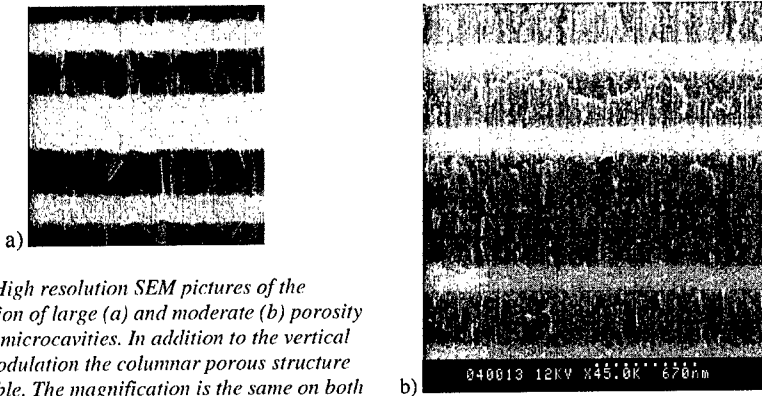 a)
High resolution SEM pictures of the
ion of large (a) and moderate (b) porosity
microcavities. In addition to the vertical
odulation the columnar porous structure
ble. The magnification is the same on both
b)
040013 12KV X45.0K 670nm